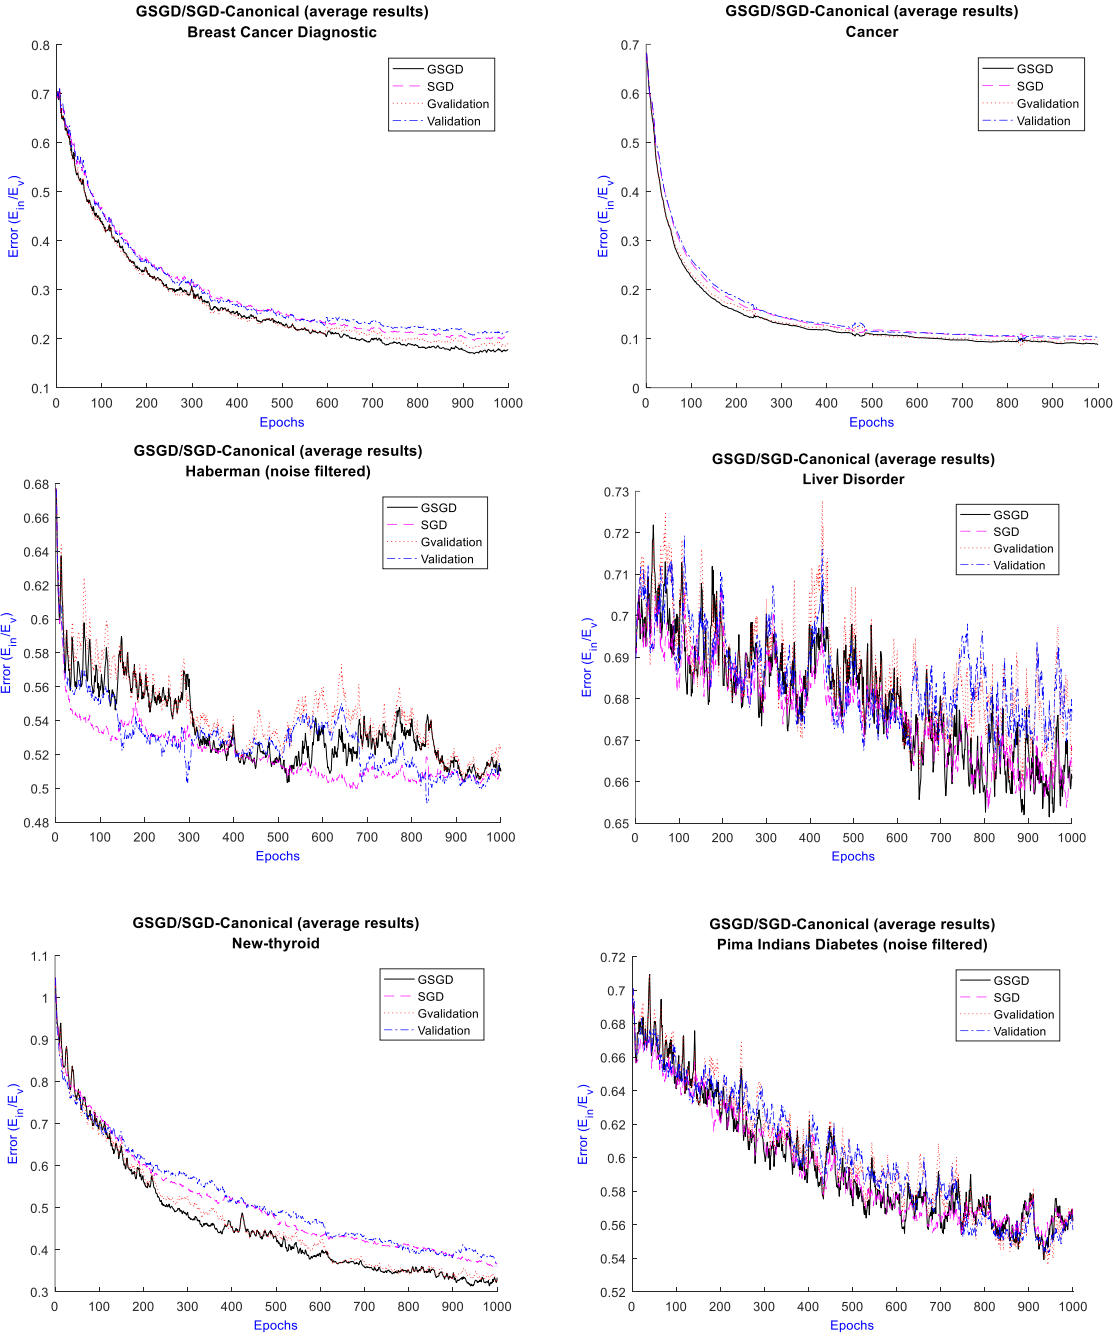 GSGD/SGD-Canonical (average results)
Breast Cancer Diagnostic
0.8
0.7
0.6
0.5
0.4
0.3
0.2
0.1
0 100 200 300 400 500 600 700 800 900 1000
Error (E_in/E_v)
Epochs
GSGD
SGD
Gvalidation
Validation
GSGD/SGD-Canonical (average results)
Cancer
0.7
0.6
0.5
0.4
0.3
0.2
0.1
0
0 100 200 300 400 500 600 700 800 900 1000
Error (E_in/E_v)
Epochs
GSGD
SGD
Gvalidation
Validation
GSGD/SGD-Canonical (average results)
Haberman (noise filtered)
0.68
0.66
0.64
0.62
0.6
0.58
0.56
0.54
0.52
0.5
0.48
0 100 200 300 400 500 600 700 800 900 1000
Error (E_in/E_v)
Epochs
GSGD
SGD
Gvalidation
Validation
GSGD/SGD-Canonical (average results)
Liver Disorder
0.73
0.72
0.71
0.7
0.69
0.68
0.67
0.66
0.65
0 100 200 300 400 500 600 700 800 900 1000
Error (E_in/E_v)
Epochs
GSGD
SGD
Gvalidation
Validation
GSGD/SGD-Canonical (average results)
New-thyroid
1.1
1
0.9
0.8
0.7
0.6
0.5
0.4
0.3
0 100 200 300 400 500 600 700 800 900 1000
Error (E_in/E_v)
Epochs
GSGD
SGD
Gvalidation
Validation
GSGD/SGD-Canonical (average results)
Pima Indians Diabetes (noise filtered)
0.72
0.7
0.68
0.66
0.64
0.62
0.6
0.58
0.56
0.54
0.52
0 100 200 300 400 500 600 700 800 900 1000
Error (E_in/E_v)
Epochs
GSGD
SGD
Gvalidation
Validation